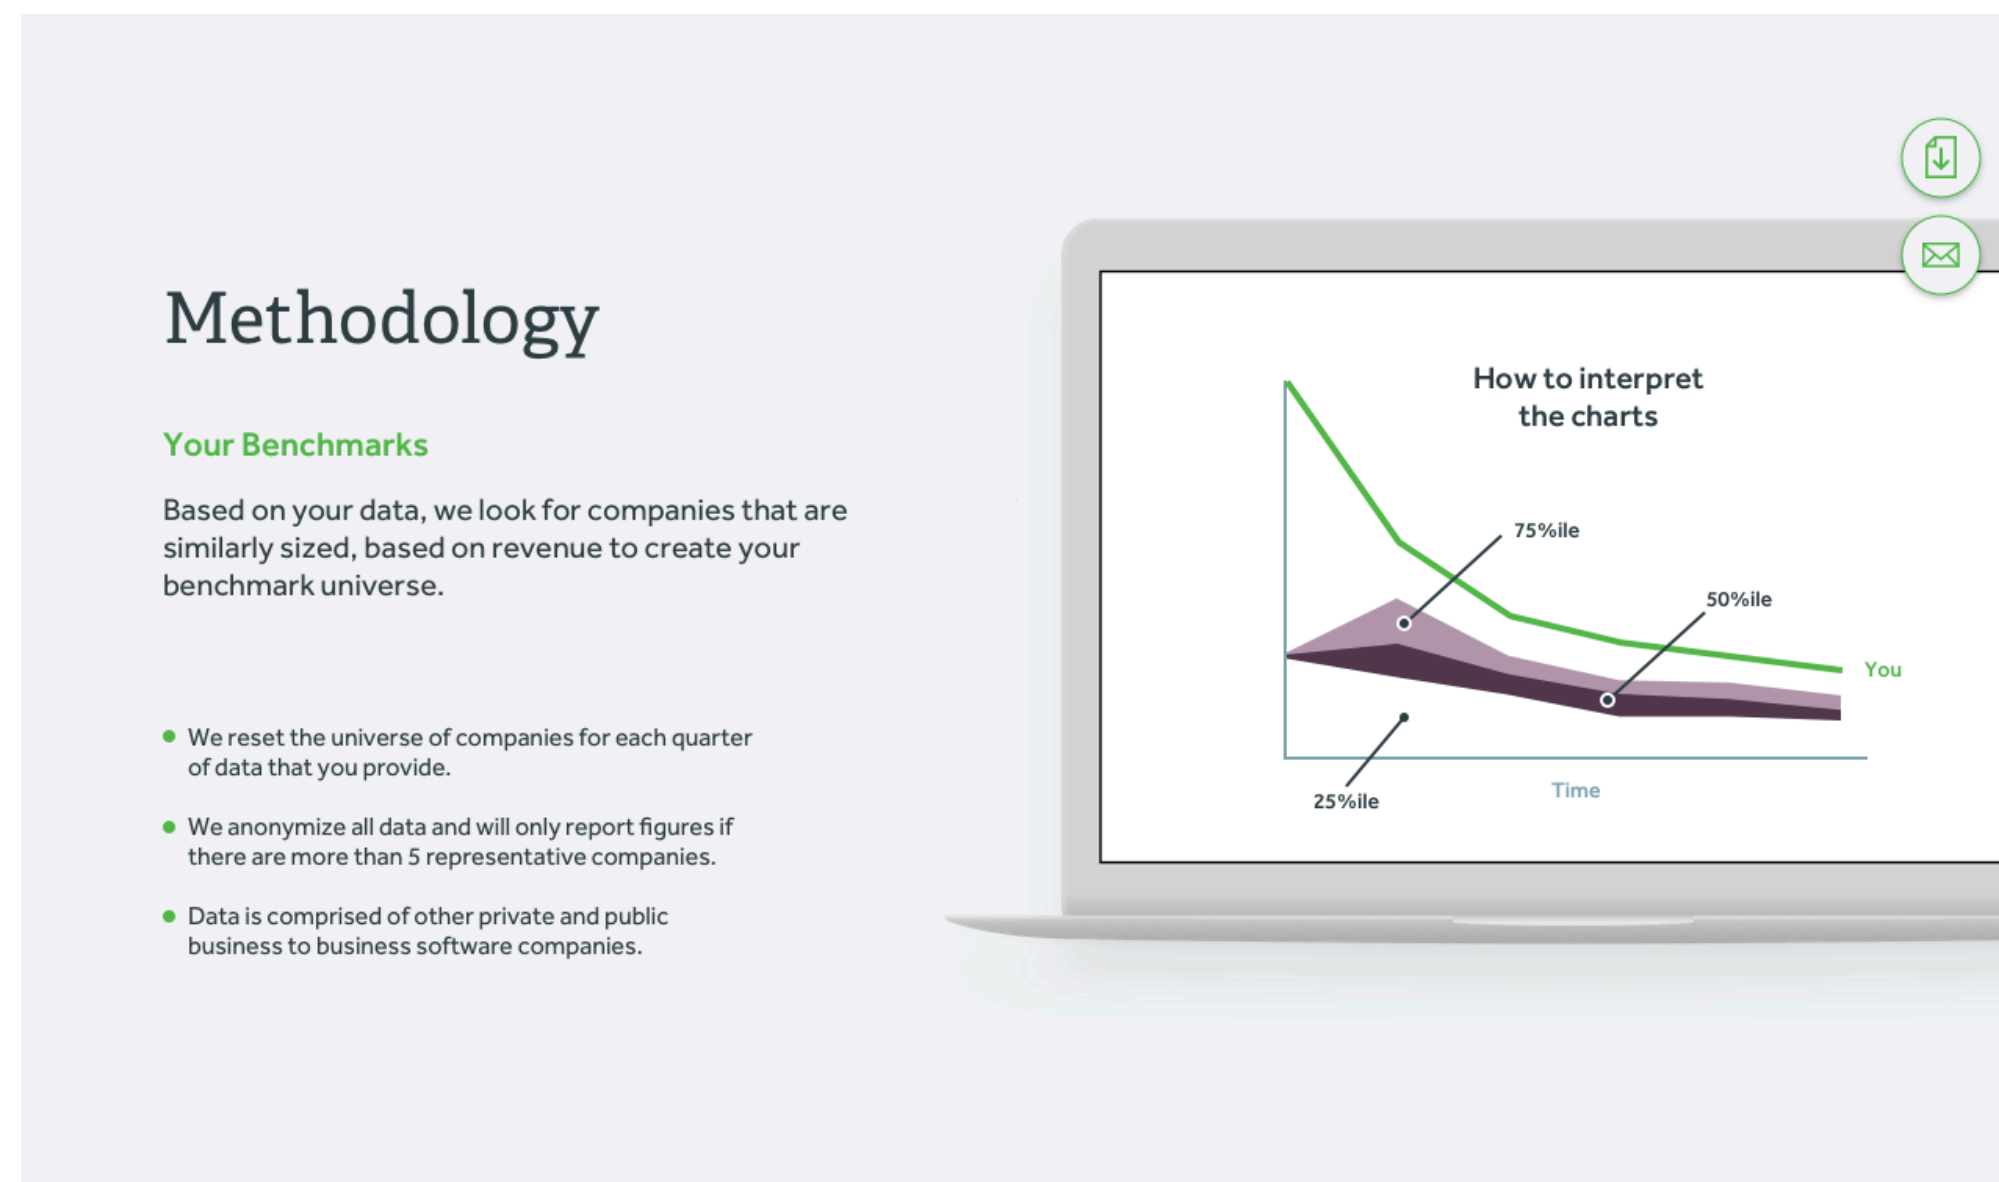 Methodology
Your Benchmarks
Based on your data, we look for companies that are
similarly sized, based on revenue to create your
benchmark universe.
We reset the universe of companies for each quarter
of data that you provide.
We anonymize all data and will only report figures if
there are more than 5 representative companies.
Data is comprised of other private and public
business to business software companies.
How to interpret
the charts
75%ile
50%ile
You
25%ile
Time